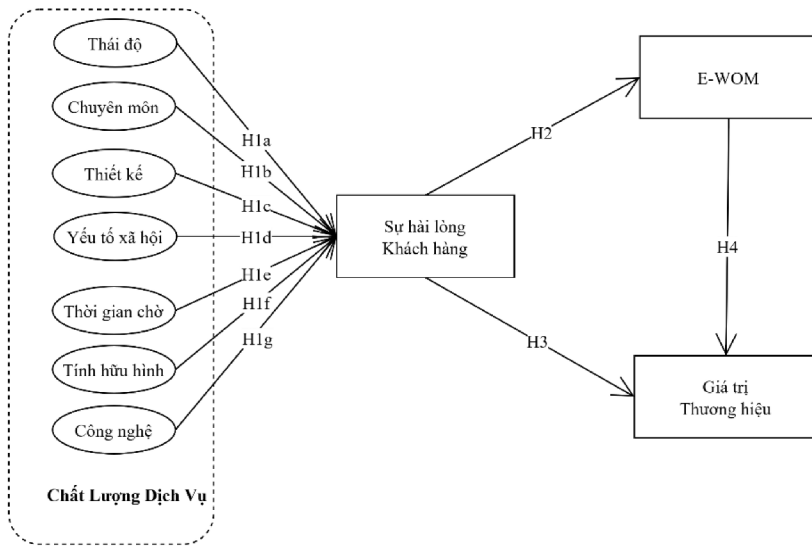 Thái độ
Chuyên môn
Thiết kế
Yếu tố xã hội
Thời gian chờ
Tính hữu hình
Công nghệ
Chất Lượng Dịch Vụ
H1a
H1b
H1c
H1d
H1e
H1f
H1g
Sự hài lòng
Khách hàng
H2
H3
E-WOM
H4
Giá trị
Thương hiệu